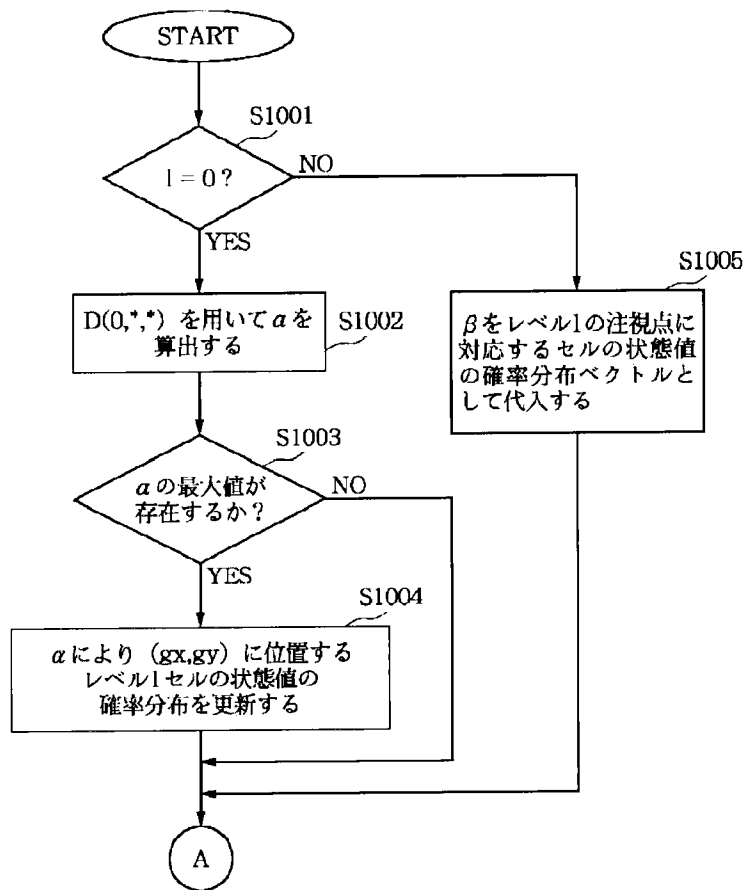 START
S1001
l = 0 ?
NO
YES
S1005
D(0,*,*) を用いてαを
算出する
S1002
βをレベルlの注視点に
対応するセルの状態値
の確率分布ベクトルと
して代入する
S1003
αの最大値が
存在するか？
NO
YES
S1004
αにより (gx,gy) に位置する
レベルlセルの状態値の
確率分布を更新する
A